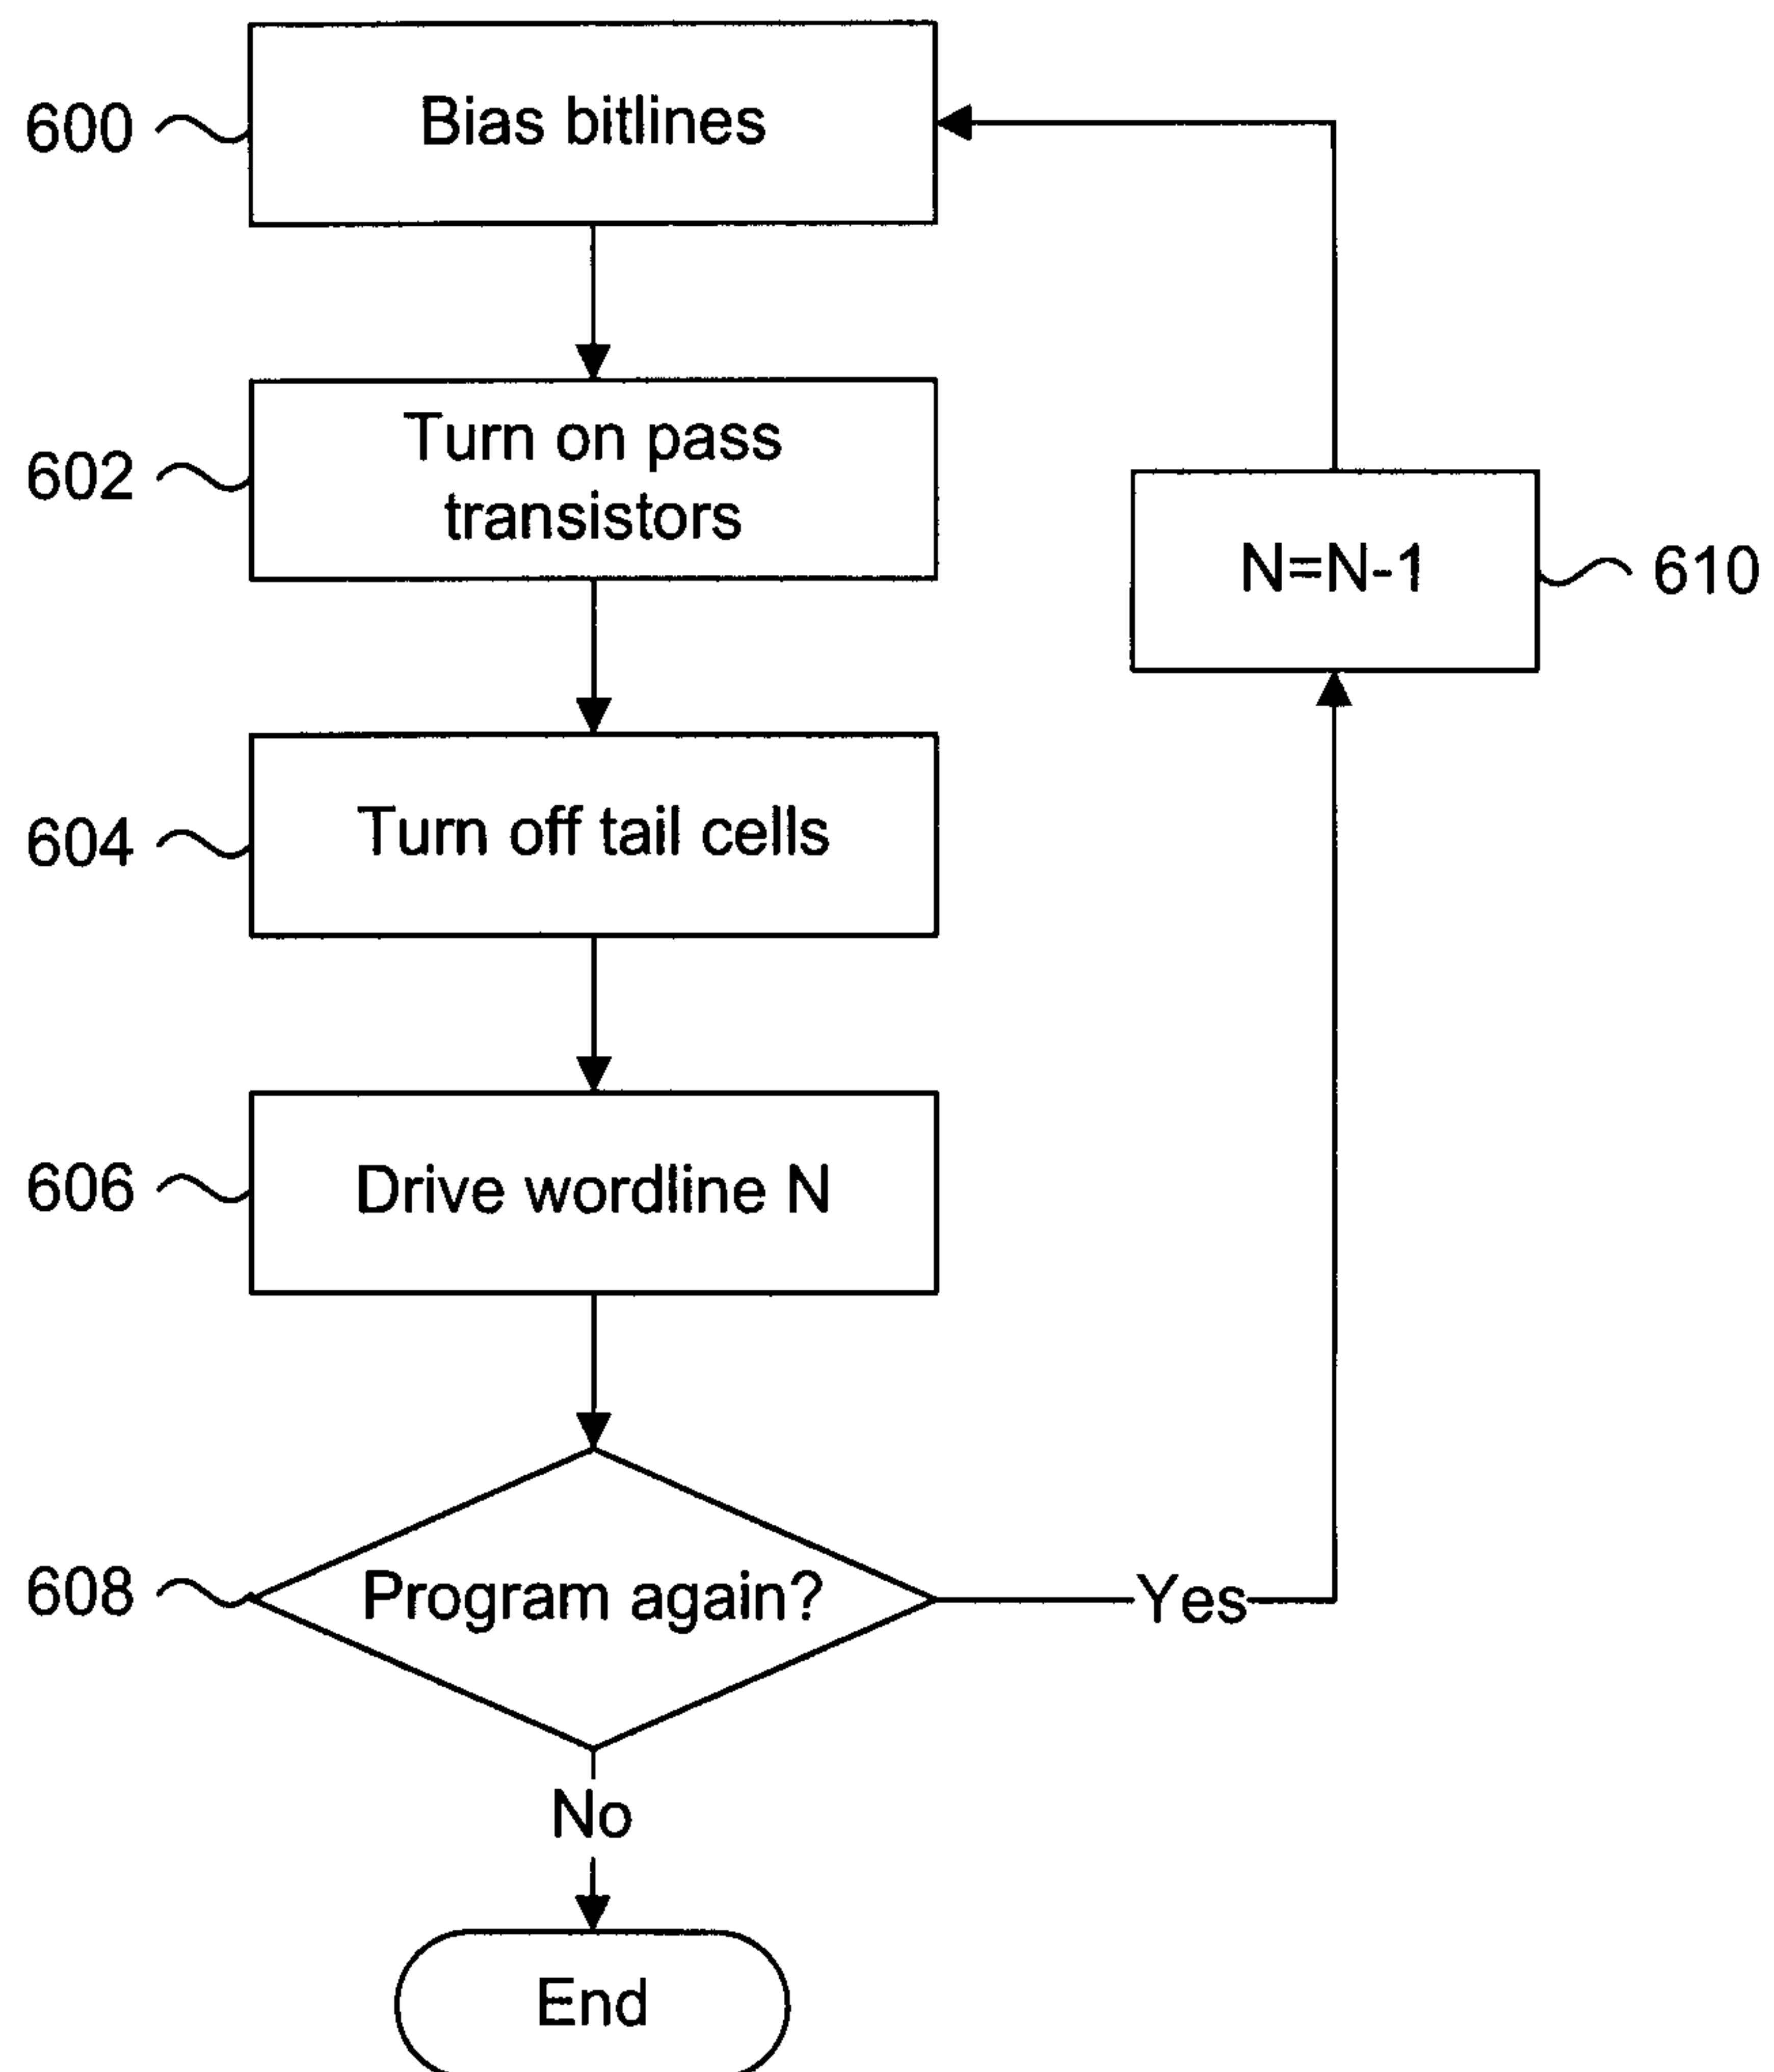 600
Bias bitlines
602
Turn on pass
transistors
N=N-1
610
604
Turn off tail cells
606
Drive wordline N
608
Program again?
Yes
No
End